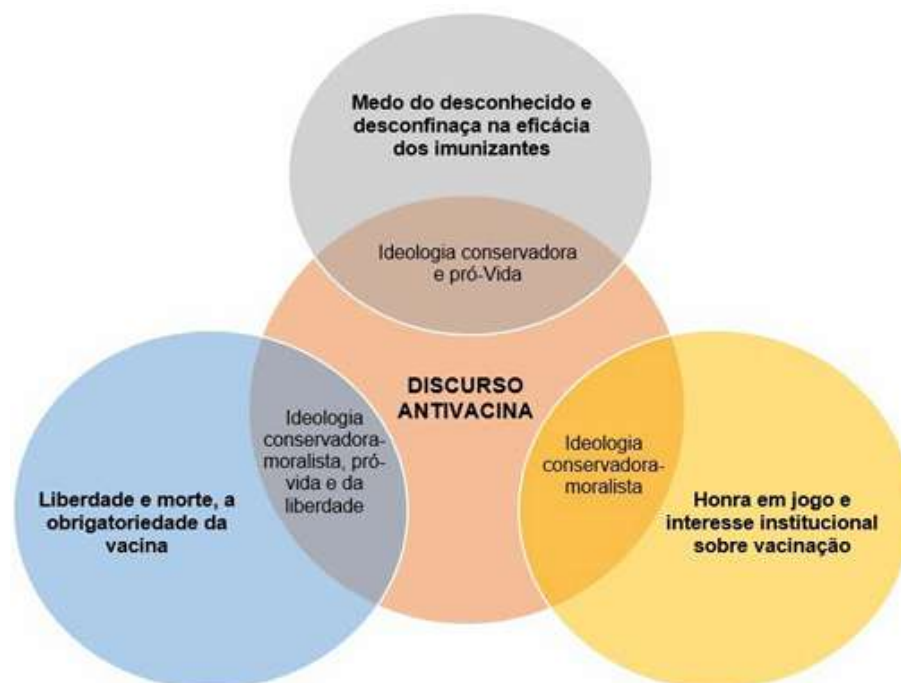 Medo do desconhecido e
desconfinaça na eficácia
dos imunizantes
Ideologia conservadora
e pró-Vida
DISCURSO
ANTIVACINA
Ideologia
conservadora-
moralista, pró-
vida e da
liberdade
Ideologia
conservadora-
moralista
Liberdade e morte, a
obrigatoriedade da
vacina
Honra em jogo e
interesse institucional
sobre vacinação